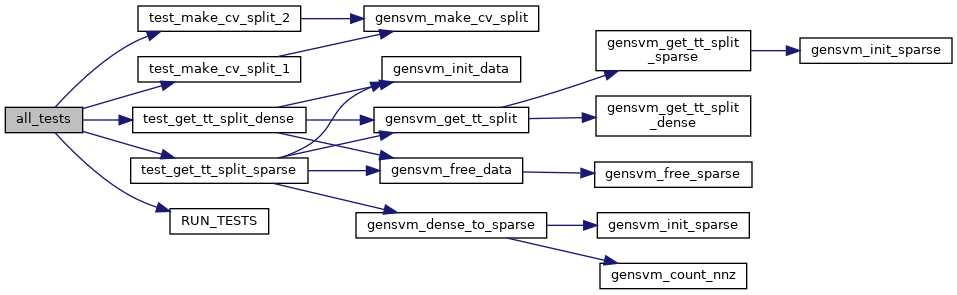 all_tests
test_make_cv_split_2
test_make_cv_split_1
test_get_tt_split_dense
test_get_tt_split_sparse
RUN_TESTS
gensvm_make_cv_split
gensvm_init_data
gensvm_get_tt_split
gensvm_free_data
gensvm_dense_to_sparse
gensvm_get_tt_split
_sparse
gensvm_get_tt_split
_dense
gensvm_free_sparse
gensvm_init_sparse
gensvm_count_nnz
gensvm_init_sparse